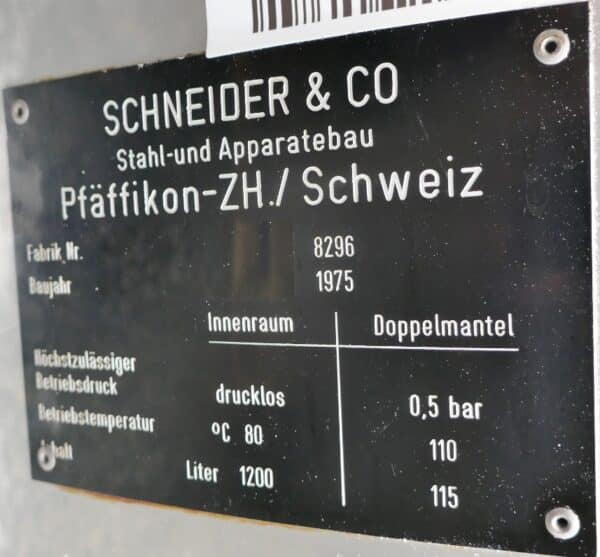 SCHNEIDER & CO
Stahl-und Apparatebau
Pfäffikon-ZH./ Schweiz
Fabrik Nr. 8296
Baujahr 1975
Innenraum Doppelmantel
Höchstzulässiger
Betriebsdruck drucklos 0,5 bar
Betriebstemperatur °C 80 110
Inhalt Liter 1200 115